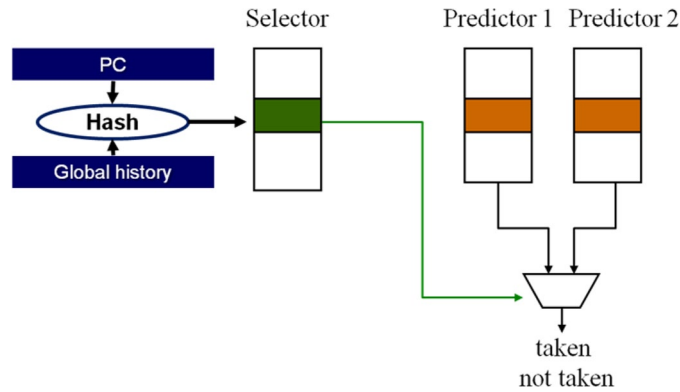 Selector
Predictor 1
Predictor 2
PC
Hash
Global history
taken
not taken